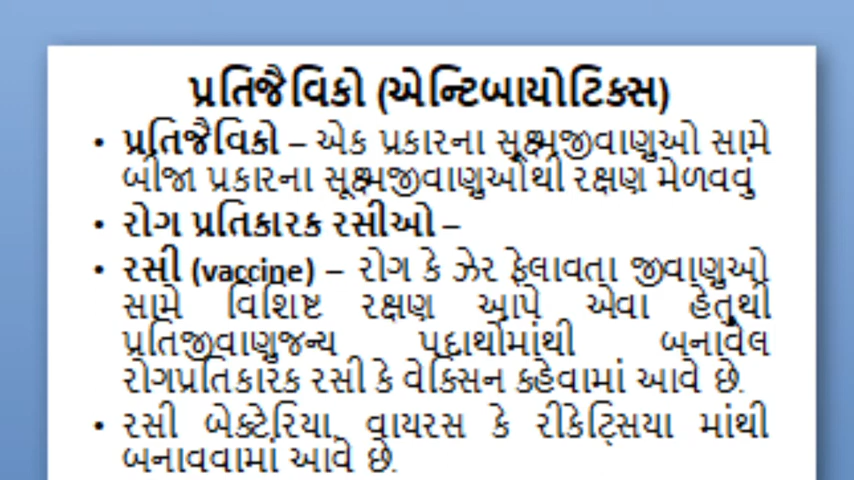 પ્રતિજૈવિકો (એન્ટિબાયોટિક્સ)
• પ્રતિજૈવિકો – એક પ્રકારના સૂક્ષ્મજીવાણુઓ સામે
બીજા પ્રકારના સૂક્ષ્મજીવાણુઓથી રક્ષણ મેળવવું
• રોગ પ્રતિકારક રસીઓ –
• રસી (vaccine) – રોગ કે ઝેર ફેલાવતા જીવાણુઓ
સામે વિશિષ્ટ રક્ષણ આપે એવા હેતુથી
પ્રતિજીવાણુજન્ય પદાર્થોમાંથી બનાવેલ
રોગપ્રતિકારક રસી કે વેક્સિન કહેવામાં આવે છે.
• રસી બેક્ટેરિયા, વાયરસ કે રીકેટ્સિયા માંથી
બનાવવામાં આવે છે.